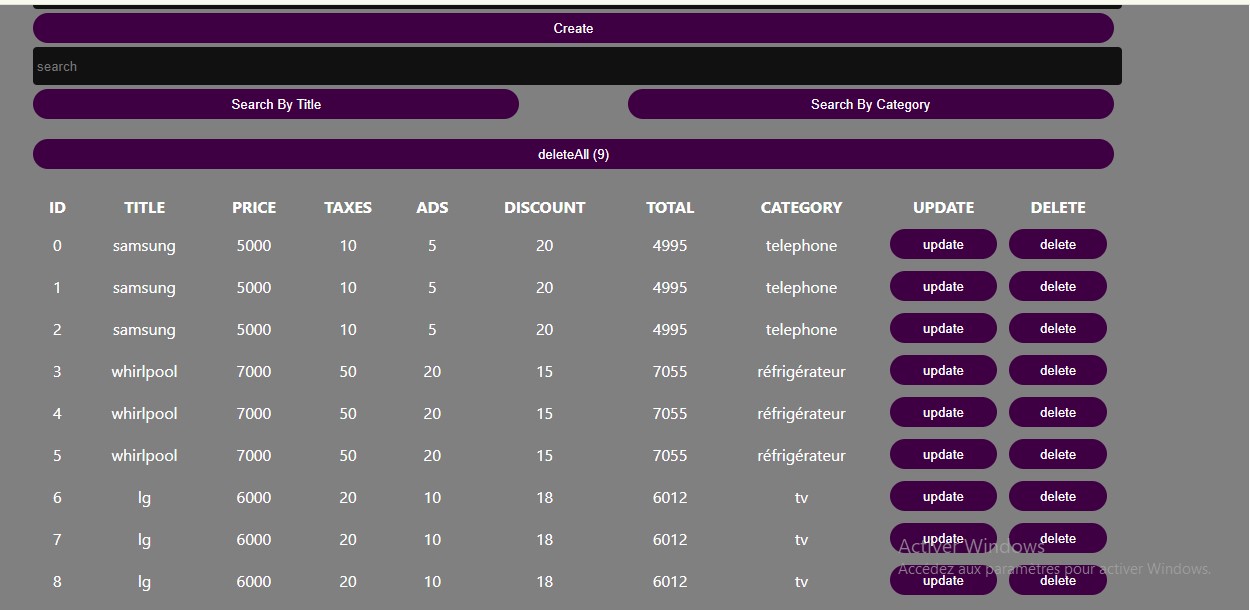 Create
search
Search By Title Search By Category
deleteAll (9)
ID TITLE PRICE TAXES ADS DISCOUNT TOTAL CATEGORY UPDATE DELETE
0 samsung 5000 10 5 20 4995 telephone update delete
1 samsung 5000 10 5 20 4995 telephone update delete
2 samsung 5000 10 5 20 4995 telephone update delete
3 whirlpool 7000 50 20 15 7055 réfrigérateur update delete
4 whirlpool 7000 50 20 15 7055 réfrigérateur update delete
5 whirlpool 7000 50 20 15 7055 réfrigérateur update delete
6 lg 6000 20 10 18 6012 tv update delete
7 lg 6000 20 10 18 6012 tv update delete
Activer Windows
Accédez aux paramètres pour activer Windows.
8 lg 6000 20 10 18 6012 tv update delete